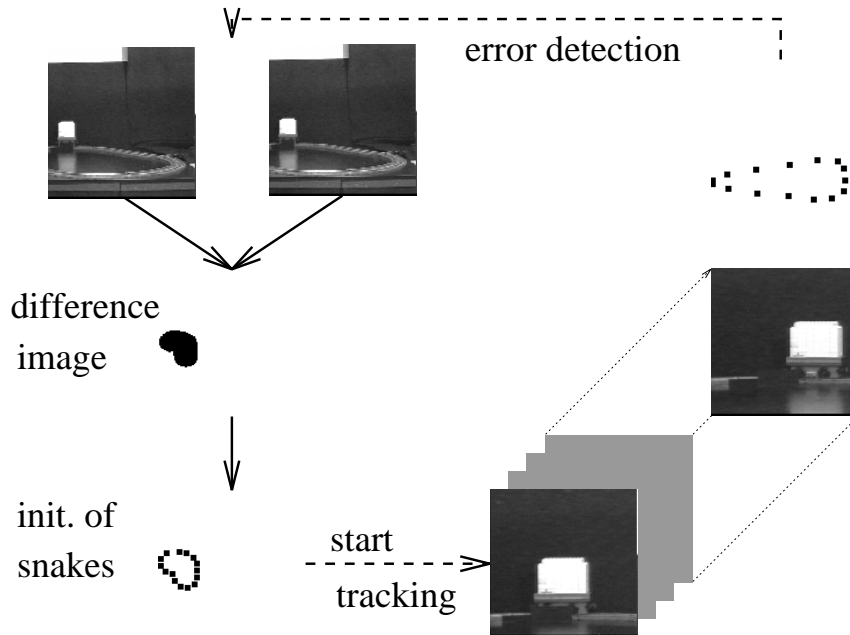 error detection
difference
image
init. of
snakes
start
tracking